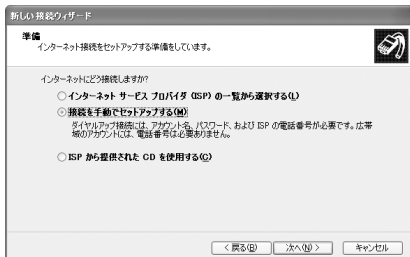 新しい接続ウィザード
準備
インターネット接続をセットアップする準備をしています。
インターネットにどう接続しますか?
インターネット サービス プロバイダ (ISP) の一覧から選択する(L)
接続を手動でセットアップする(M)
ダイヤルアップ接続には、アカウント名、パスワード、および ISP の電話番号が必要です。広帯
域のアカウントには、電話番号は必要ありません。
ISP から提供された CD を使用する(C)
< 戻る(B)
次へ(N) >
キャンセル